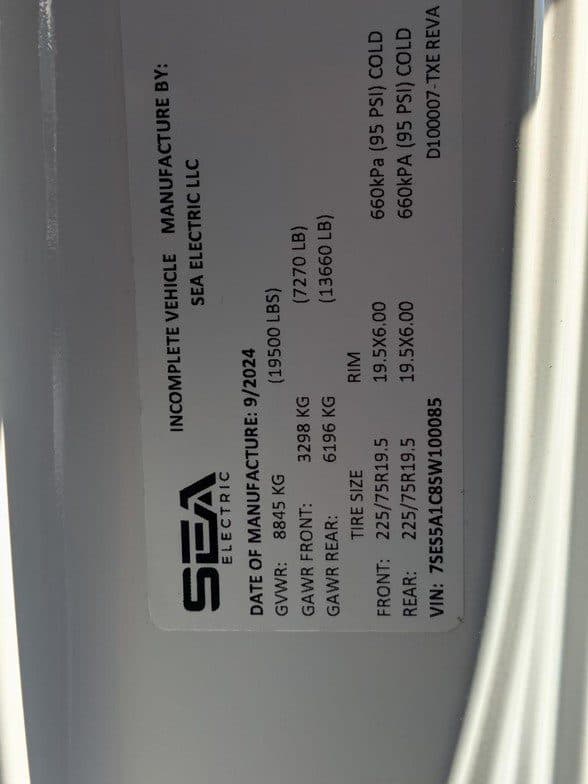 SEA
ELECTRIC
INCOMPLETE VEHICLE MANUFACTURE BY:
SEA ELECTRIC LLC
DATE OF MANUFACTURE: 9/2024
GVWR: 8845 KG (19500 LBS)
GAWR FRONT: 3298 KG (7270 LB)
GAWR REAR: 6196 KG (13660 LB)
TIRE SIZE RIM
FRONT: 225/75R19.5 19.5X6.00 660kPa (95 PSI) COLD
REAR: 225/75R19.5 19.5X6.00 660kPA (95 PSI) COLD
VIN: 7SES5A1C8SW100085 D100007-TXE REVA